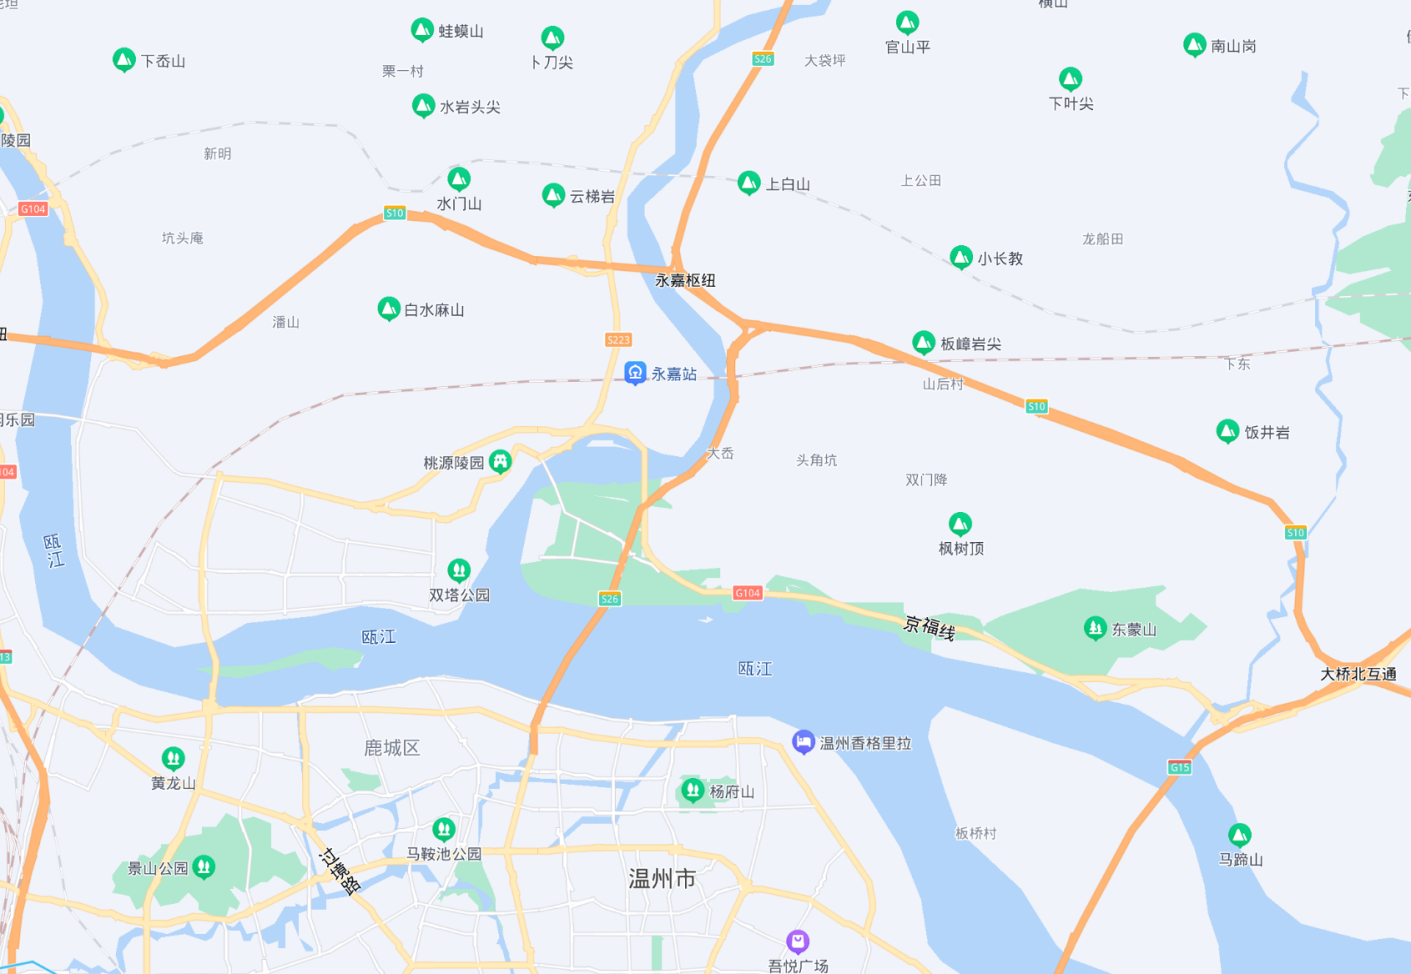 横山
官山平
蛙蟆山
卜刀尖
南山岗
下岙山
S26
大袋坪
栗一村
下叶尖
水岩头尖
陵园
新明
上公田
上白山
云梯岩
水门山
G104
S10
坑头庵
龙船田
小长教
永嘉枢纽
白水麻山
潘山
S223
板嶂岩尖
永嘉站
下东
山后村
S10
乐园
饭井岩
大岙
头角坑
桃源陵园
104
双门降
S10
瓯江
枫树顶
双塔公园
S26
G104
京福线
东蒙山
瓯江
13
瓯江
大桥北互通
鹿城区
温州香格里拉
G15
黄龙山
杨府山
板桥村
马鞍池公园
马蹄山
景山公园
过境路
温州市
吾悦广场